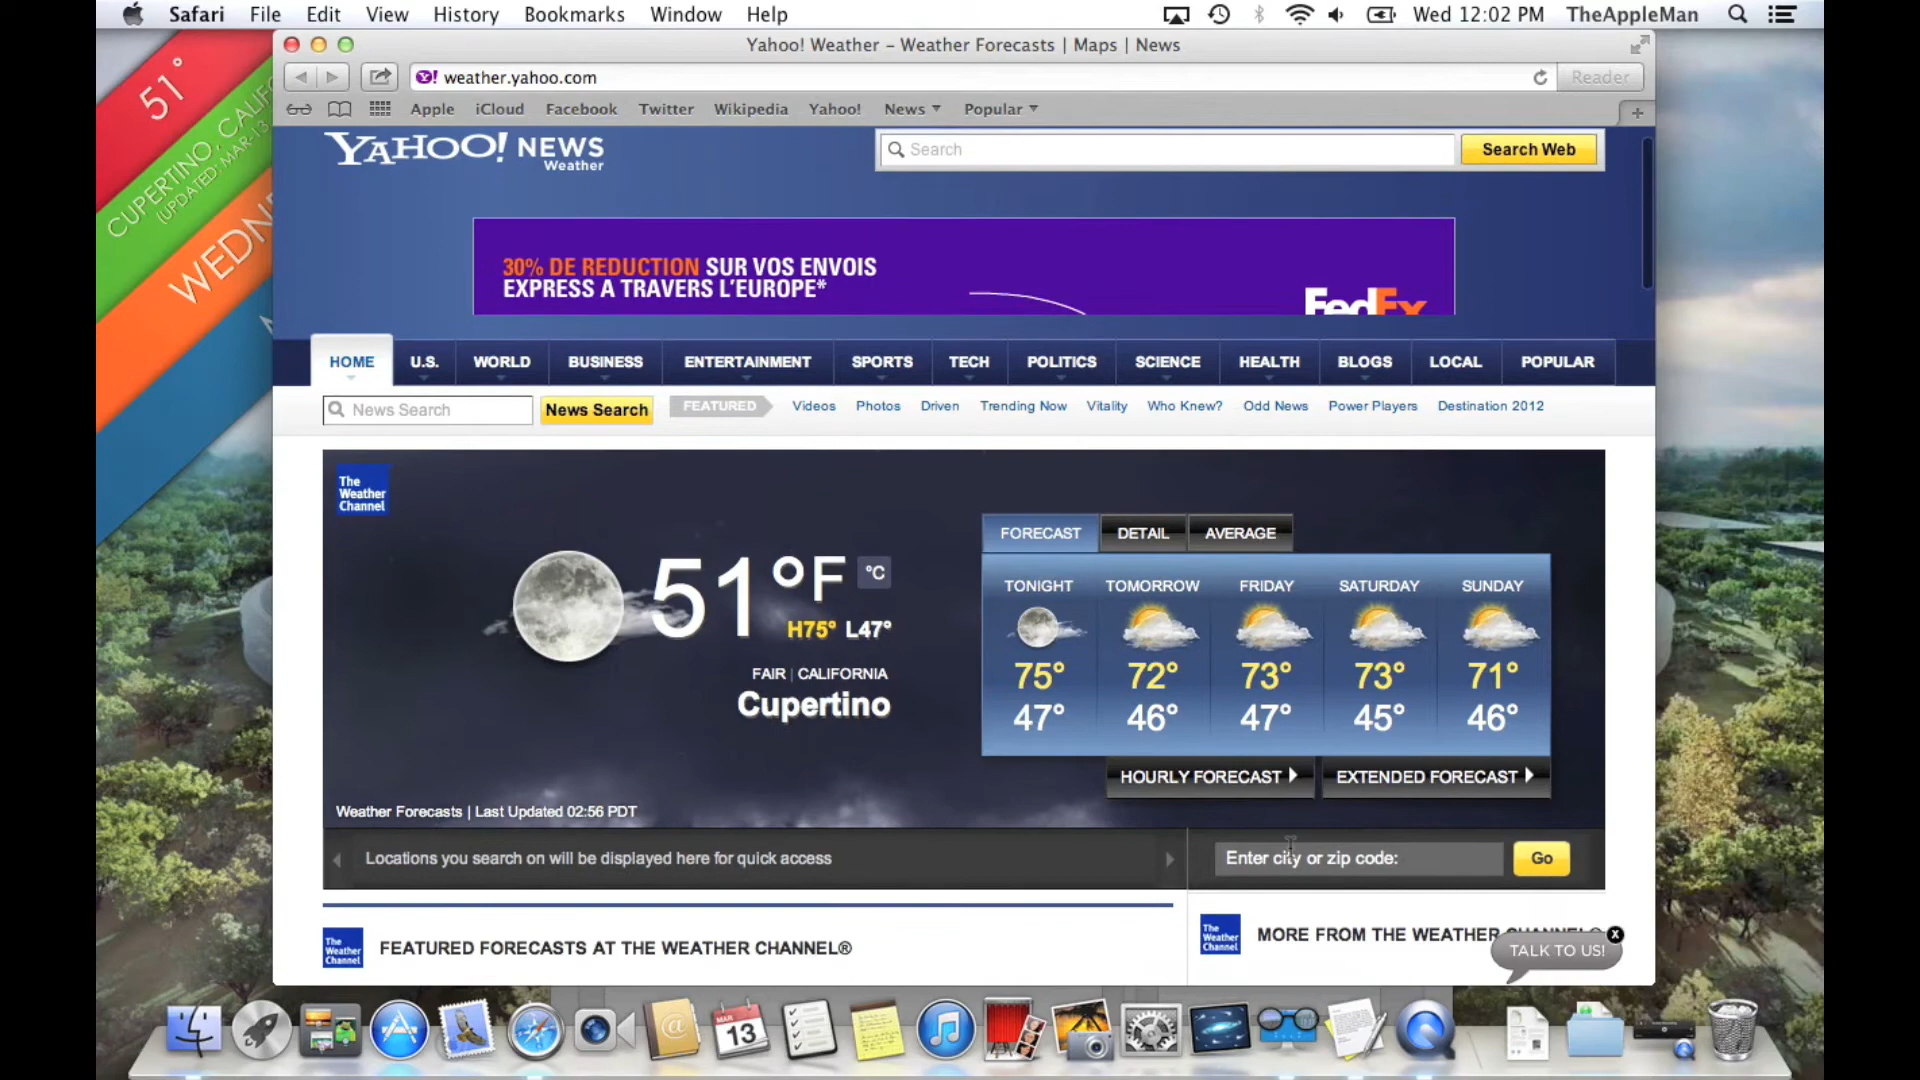 Safari File Edit View History Bookmarks Window Help
Wed 12:02 PM TheAppleMan
51°
CUPERTINO, CALIF
(UPDATED: MAR-13
WEDN
Yahoo! Weather - Weather Forecasts | Maps | News
Y! weather.yahoo.com
Reader
Apple iCloud Facebook Twitter Wikipedia Yahoo! News Popular
YAHOO! NEWS
Weather
Search
Search Web
30% DE REDUCTION SUR VOS ENVOIS
EXPRESS A TRAVERS L'EUROPE*
FedEx
HOME U.S. WORLD BUSINESS ENTERTAINMENT SPORTS TECH POLITICS SCIENCE HEALTH BLOGS LOCAL POPULAR
News Search
News Search
FEATURED Videos Photos Driven Trending Now Vitality Who Knew? Odd News Power Players Destination 2012
The
Weather
Channel
51°F °C
H75° L47°
FAIR | CALIFORNIA
Cupertino
FORECAST DETAIL AVERAGE
TONIGHT TOMORROW FRIDAY SATURDAY SUNDAY
75° 72° 73° 73° 71°
47° 46° 47° 45° 46°
HOURLY FORECAST EXTENDED FORECAST
Weather Forecasts | Last Updated 02:56 PDT
Locations you search on will be displayed here for quick access
Enter city or zip code:
Go
The
Weather
Channel
FEATURED FORECASTS AT THE WEATHER CHANNEL®
The
Weather
Channel
MORE FROM THE WEATHER CHANNEL®
TALK TO US!
X
MAR
13